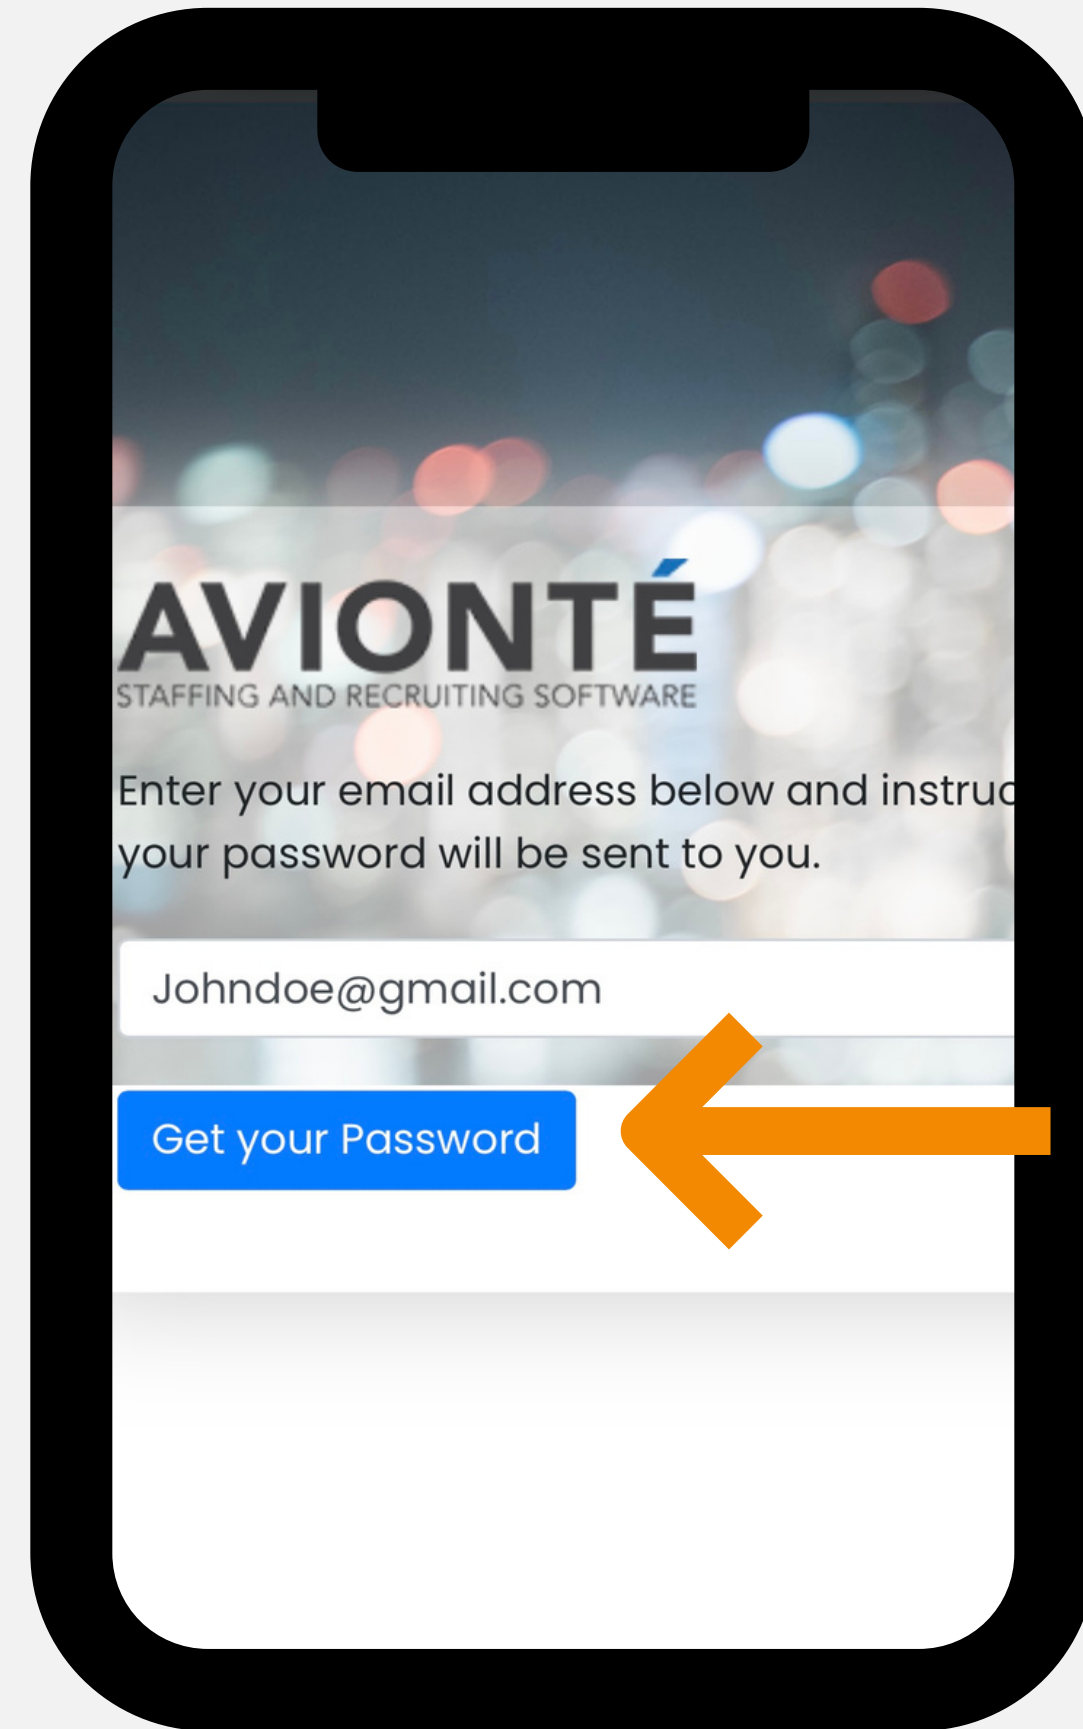 AVIONTÉ
STAFFING AND RECRUITING SOFTWARE
Enter your email address below and instruc
your password will be sent to you.
Johndoe@gmail.com
Get your Password